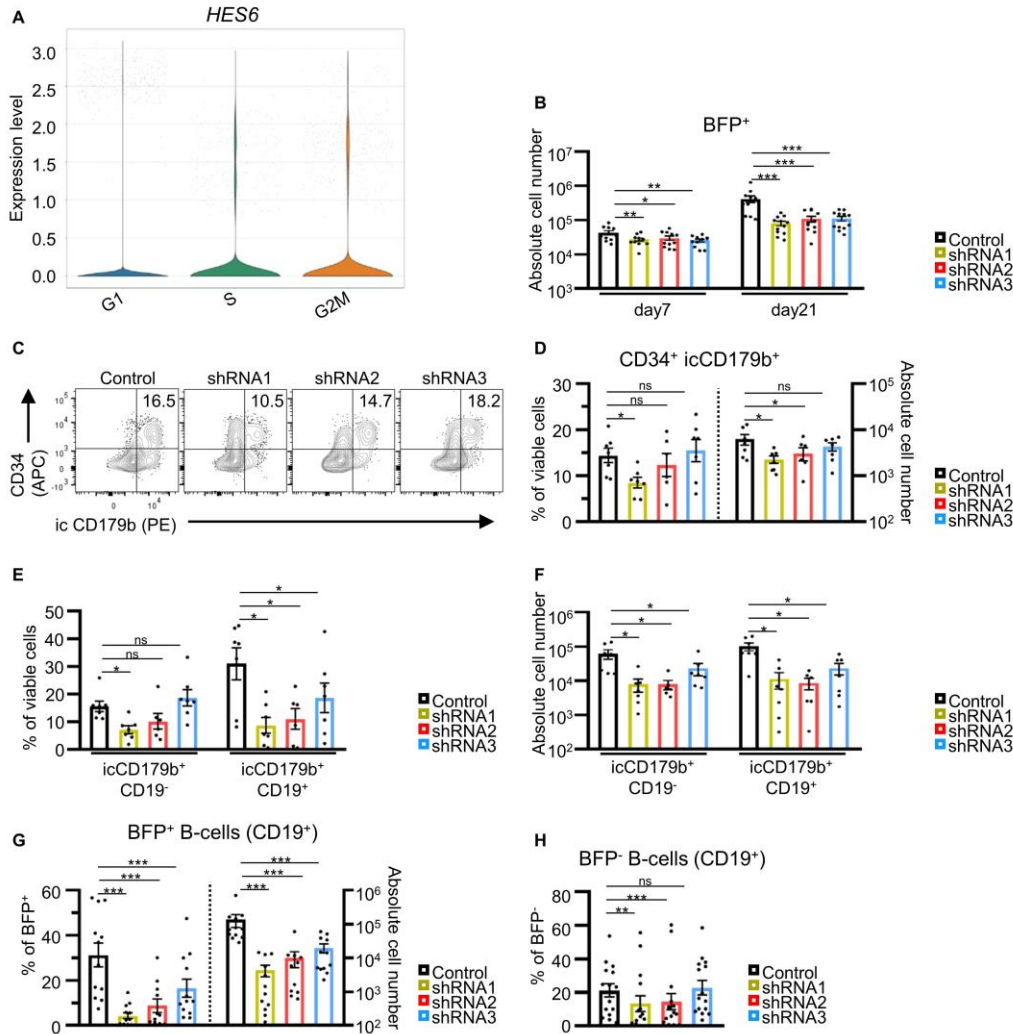 A
HES6
Expression level
3.0
2.5
2.0
1.5
1.0
0.5
0.0
G1
S
G2M
B
BFP⁺
Absolute cell number
10⁷
10⁶
10⁵
10⁴
10³
**
*
**
***
***
***
day7
day21
Control
shRNA1
shRNA2
shRNA3
C
Control
shRNA1
shRNA2
shRNA3
16.5
10.5
14.7
18.2
CD34
(APC)
10⁵
10⁴
10³
0
-10³
0
10⁴
ic CD179b (PE)
D
CD34⁺ icCD179b⁺
% of viable cells
30
20
10
0
ns
ns
*
ns
*
*
10⁵
10⁴
10³
10²
Absolute cell number
Control
shRNA1
shRNA2
shRNA3
E
% of viable cells
50
40
30
20
10
0
ns
ns
*
*
*
*
icCD179b⁺
CD19⁻
icCD179b⁺
CD19⁺
Control
shRNA1
shRNA2
shRNA3
F
Absolute cell number
10⁶
10⁵
10⁴
10³
10²
*
*
*
*
*
*
icCD179b⁺
CD19⁻
icCD179b⁺
CD19⁺
Control
shRNA1
shRNA2
shRNA3
G
BFP⁺ B-cells (CD19⁺)
% of BFP⁺
60
40
20
0
***
***
***
***
***
***
10⁶
10⁵
10⁴
10³
10²
Absolute cell number
Control
shRNA1
shRNA2
shRNA3
H
BFP⁻ B-cells (CD19⁺)
% of BFP⁻
80
60
40
20
0
ns
***
**
Control
shRNA1
shRNA2
shRNA3